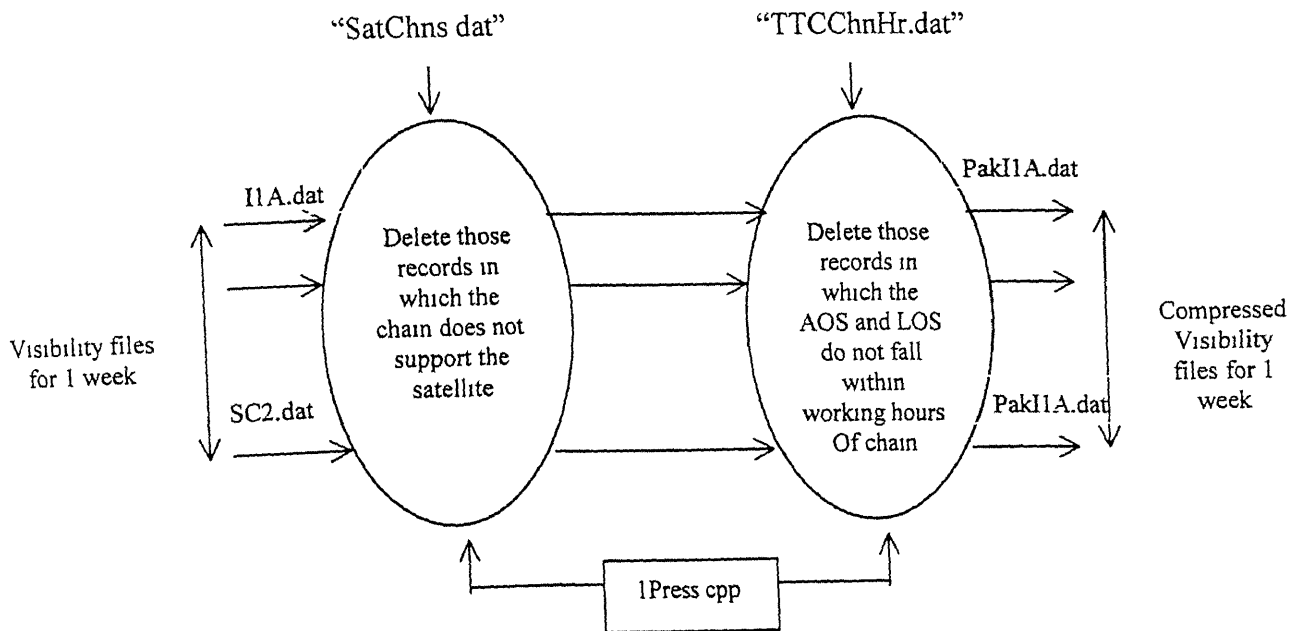 “SatChns dat”
“TTCChnHr.dat”
I1A.dat
SC2.dat
Visibility files
for 1 week
Delete those
records in
which the
chain does not
support the
satellite
Delete those
records in
which the
AOS and LOS
do not fall
within
working hours
Of chain
PakI1A.dat
PakI1A.dat
Compressed
Visibility
files for 1
week
1Press cpp